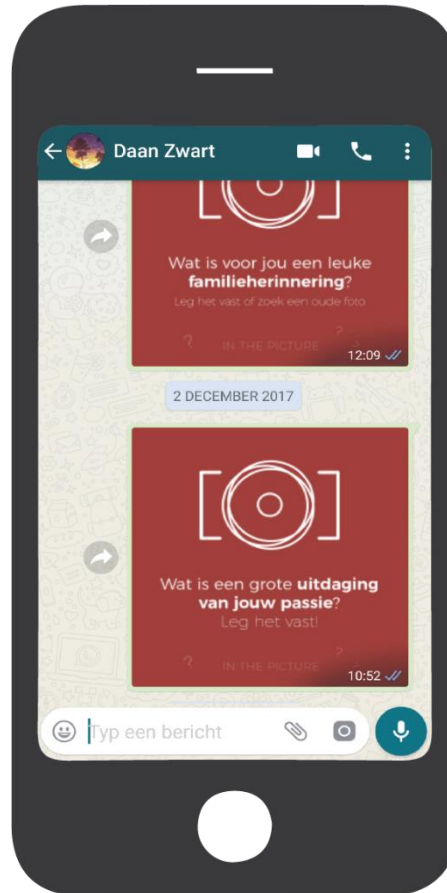 Daan Zwart
Wat is voor jou een leuke
familieherinnering?
Leg het vast of zoek een oude foto
?
?
IN THE PICTURE
12:09
2 DECEMBER 2017
Wat is een grote uitdaging
van jouw passie?
Leg het vast!
?
?
IN THE PICTURE
10:52
Typ een bericht